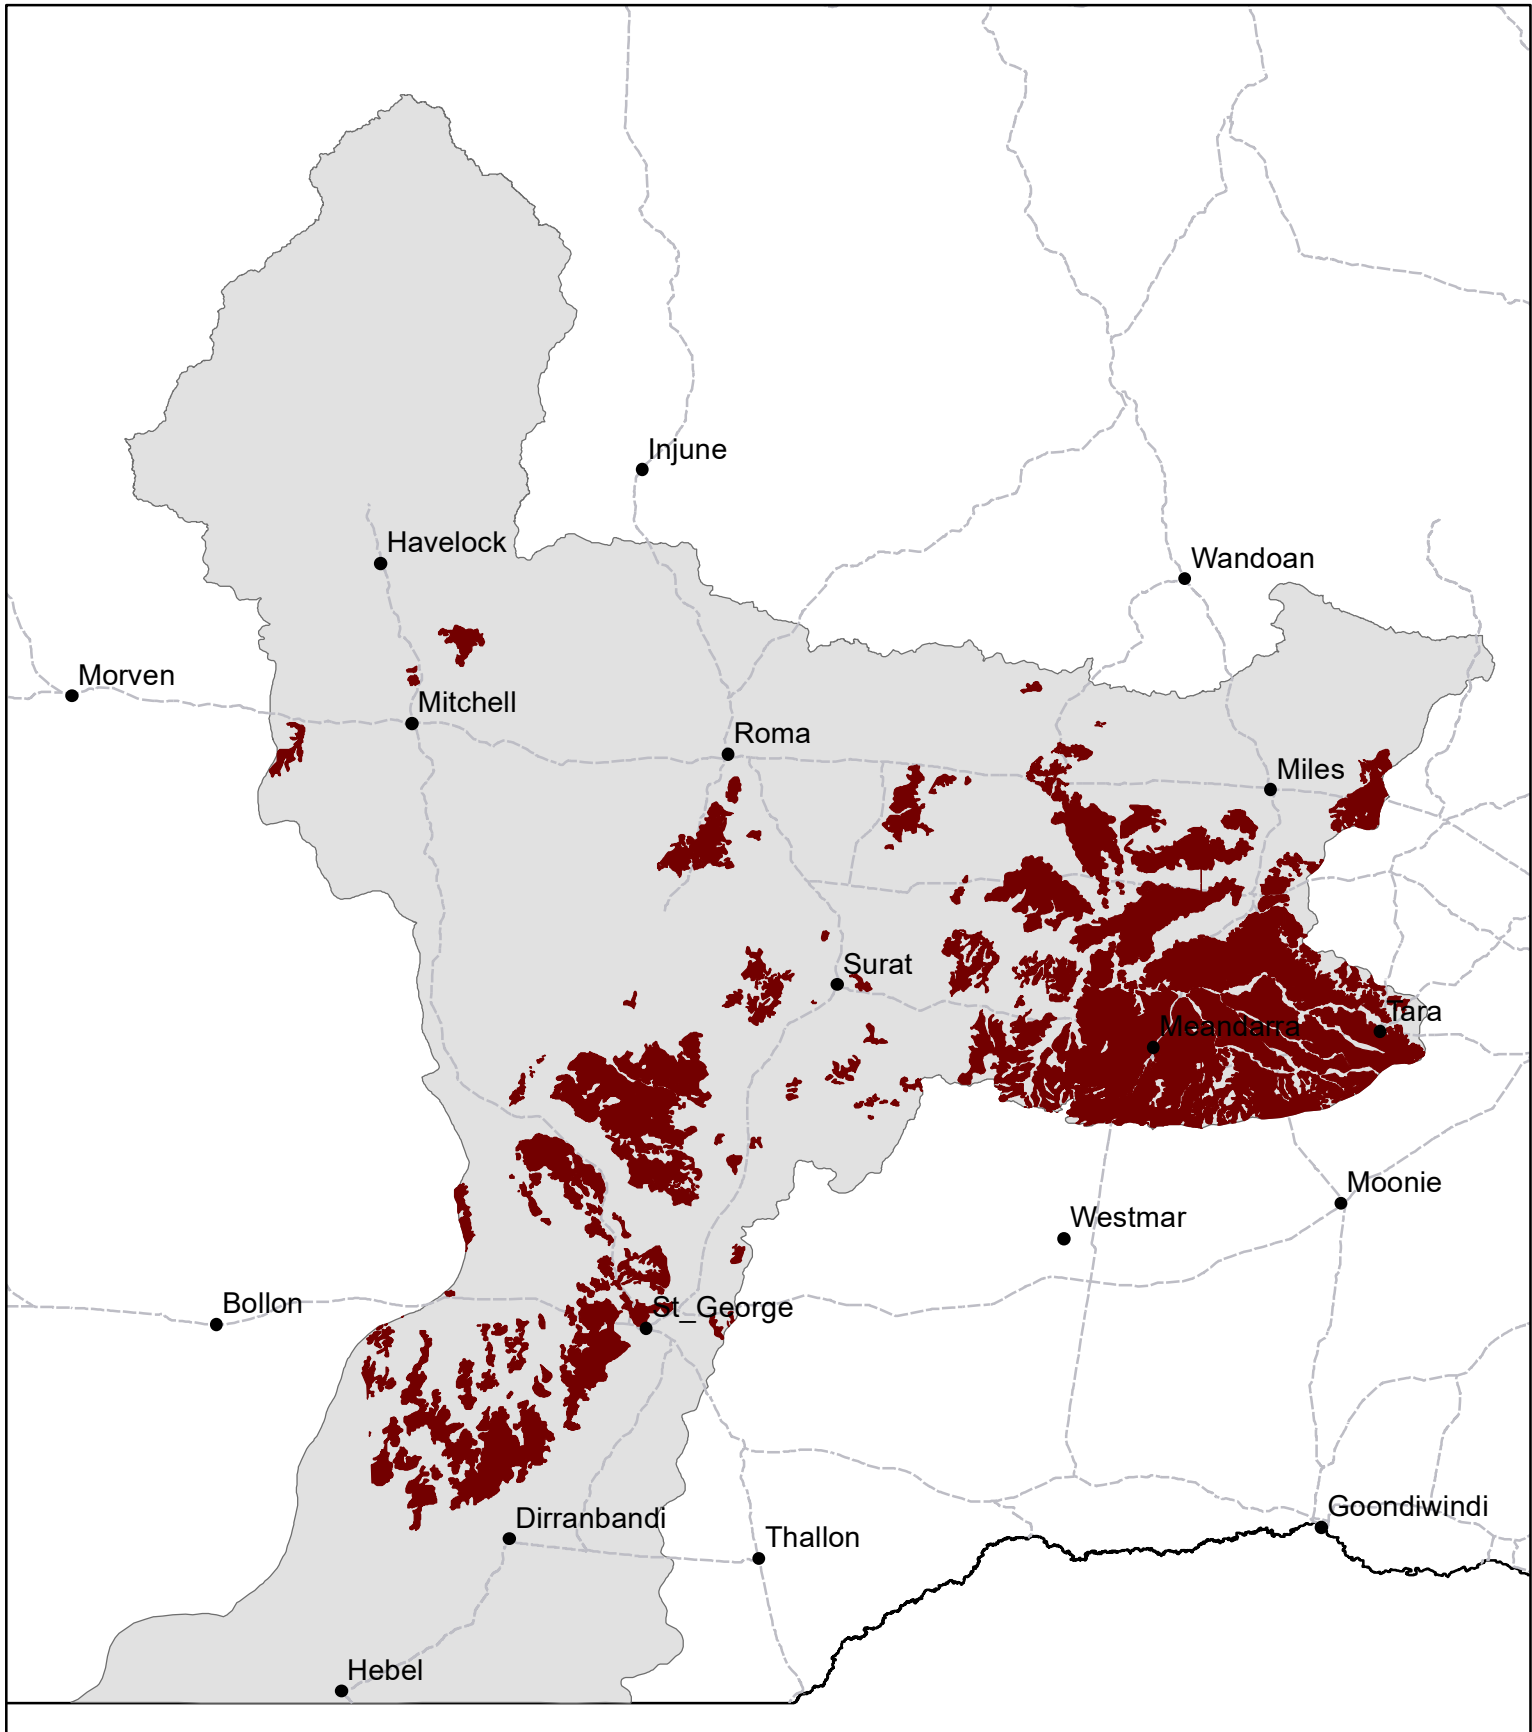 Injune
Havelock
Wandoan
Morven
Mitchell
Roma
Miles
Surat
Tara
Meandarra
Moonie
Westmar
Bollon
St_George
Goondiwindi
Dirranbandi
Thallon
Hebel